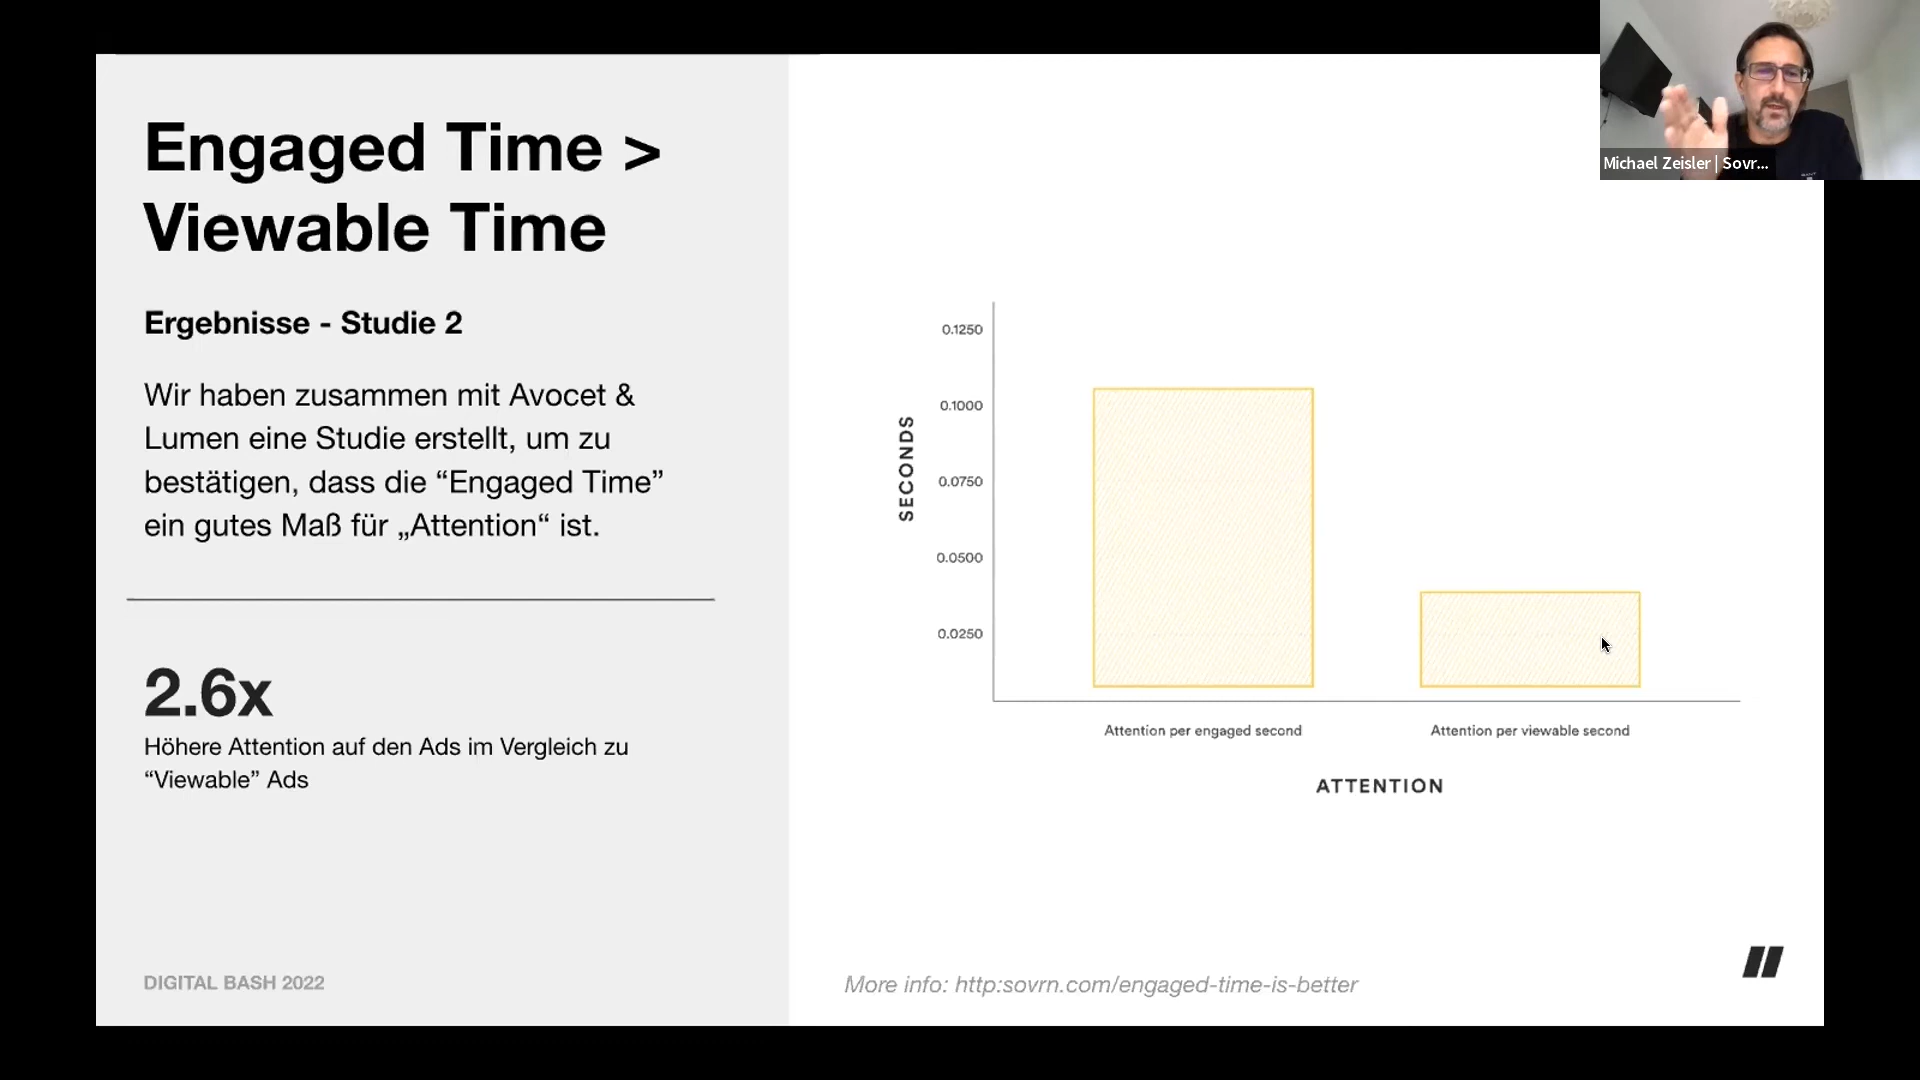 Engaged Time >
Viewable Time
Ergebnisse - Studie 2
Wir haben zusammen mit Avocet &
Lumen eine Studie erstellt, um zu
bestätigen, dass die “Engaged Time”
ein gutes Maß für „Attention“ ist.
2.6x
Höhere Attention auf den Ads im Vergleich zu
“Viewable” Ads
DIGITAL BASH 2022
SECONDS
0.1250
0.1000
0.0750
0.0500
0.0250
Attention per engaged second
Attention per viewable second
ATTENTION
More info: http:sovrn.com/engaged-time-is-better
Michael Zeisler | Sovr...